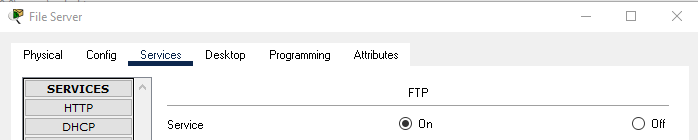 File Server
Physical Config Services Desktop Programming Attributes
SERVICES
HTTP
DHCP
FTP
Service On Off